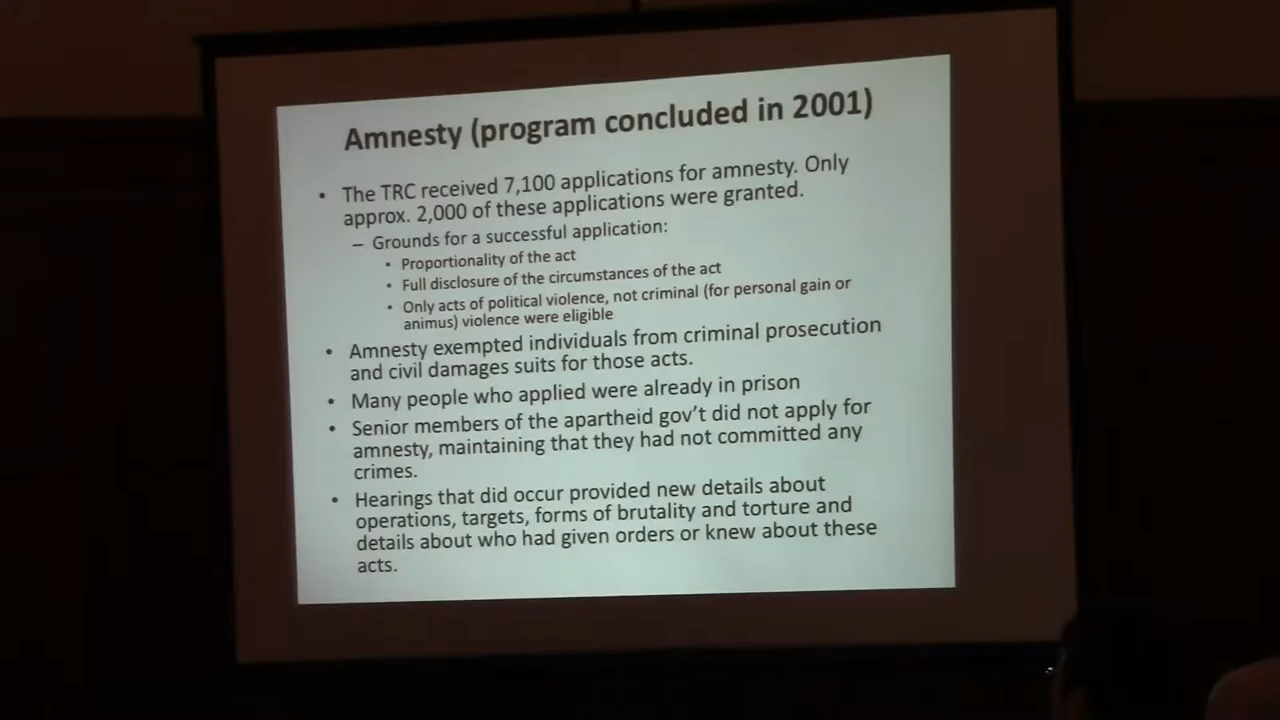 Amnesty (program concluded in 2001)
• The TRC received 7,100 applications for amnesty. Only
approx. 2,000 of these applications were granted.
– Grounds for a successful application:
• Proportionality of the act
• Full disclosure of the circumstances of the act
• Only acts of political violence, not criminal (for personal gain or
animus) violence were eligible
• Amnesty exempted individuals from criminal prosecution
and civil damages suits for those acts.
• Many people who applied were already in prison
• Senior members of the apartheid gov't did not apply for
amnesty, maintaining that they had not committed any
crimes.
• Hearings that did occur provided new details about
operations, targets, forms of brutality and torture and
details about who had given orders or knew about these
acts.